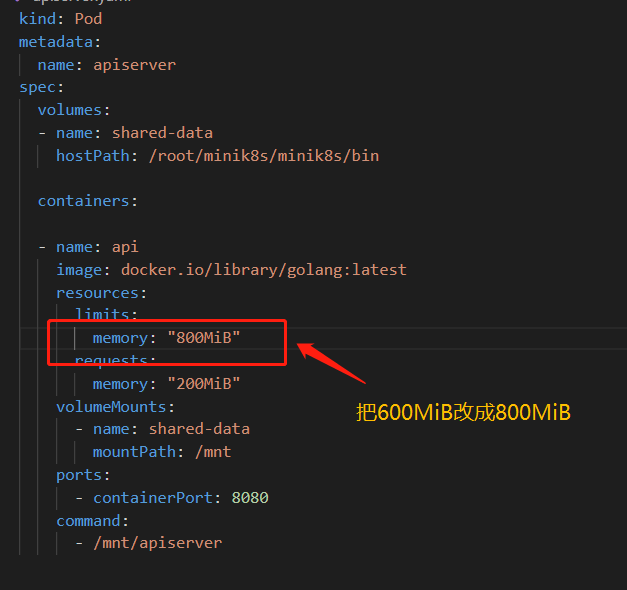 kind: Pod
metadata:
name: apiserver
spec:
volumes:
- name: shared-data
hostPath: /root/minik8s/minik8s/bin
containers:
- name: api
image: docker.io/library/golang:latest
resources:
limits:
memory: "800MiB"
requests:
memory: "200MiB"
把600MiB改成800MiB
volumeMounts:
- name: shared-data
mountPath: /mnt
ports:
- containerPort: 8080
command:
- /mnt/apiserver